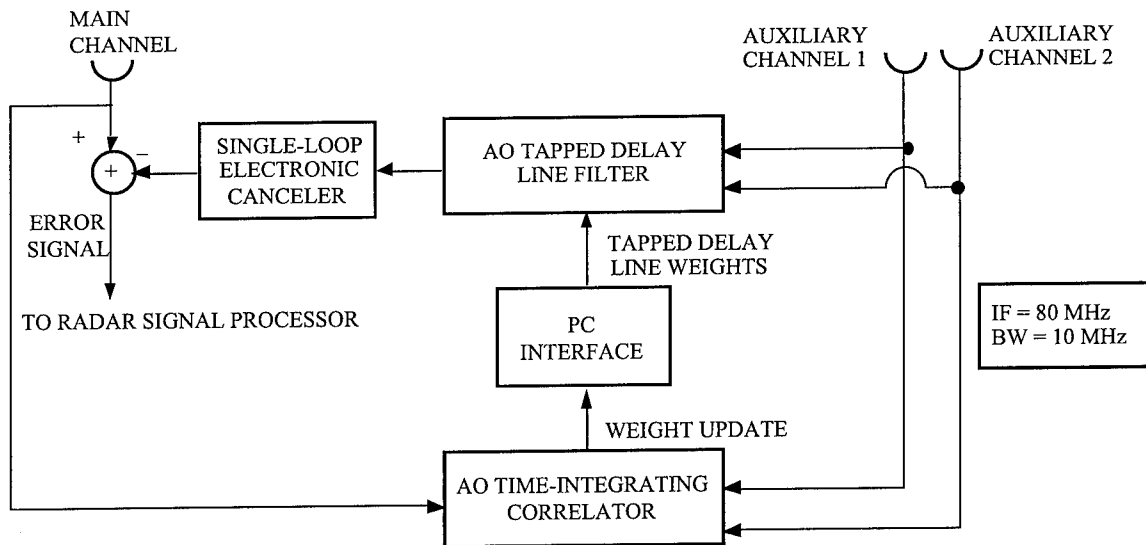 MAIN
CHANNEL
AUXILIARY
CHANNEL 1
AUXILIARY
CHANNEL 2
+
−
+
SINGLE-LOOP
ELECTRONIC
CANCELER
AO TAPPED DELAY
LINE FILTER
ERROR
SIGNAL
TAPPED DELAY
LINE WEIGHTS
TO RADAR SIGNAL PROCESSOR
PC
INTERFACE
IF = 80 MHz
BW = 10 MHz
WEIGHT UPDATE
AO TIME-INTEGRATING
CORRELATOR